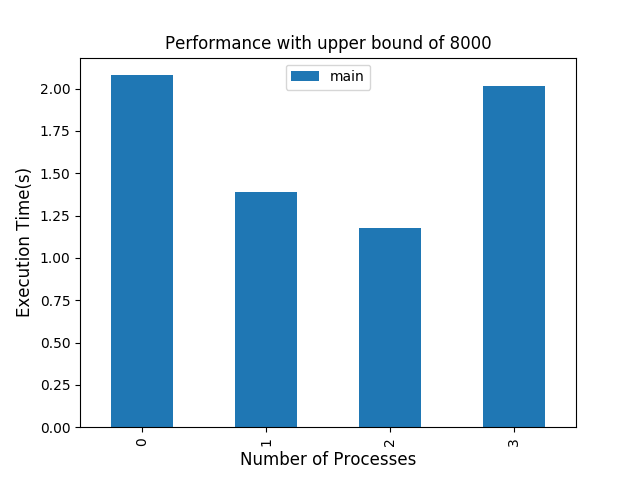 Performance with upper bound of 8000
main
2.00
1.75
1.50
1.25
1.00
0.75
0.50
0.25
0.00
Execution Time(s)
0 1 2 3
Number of Processes